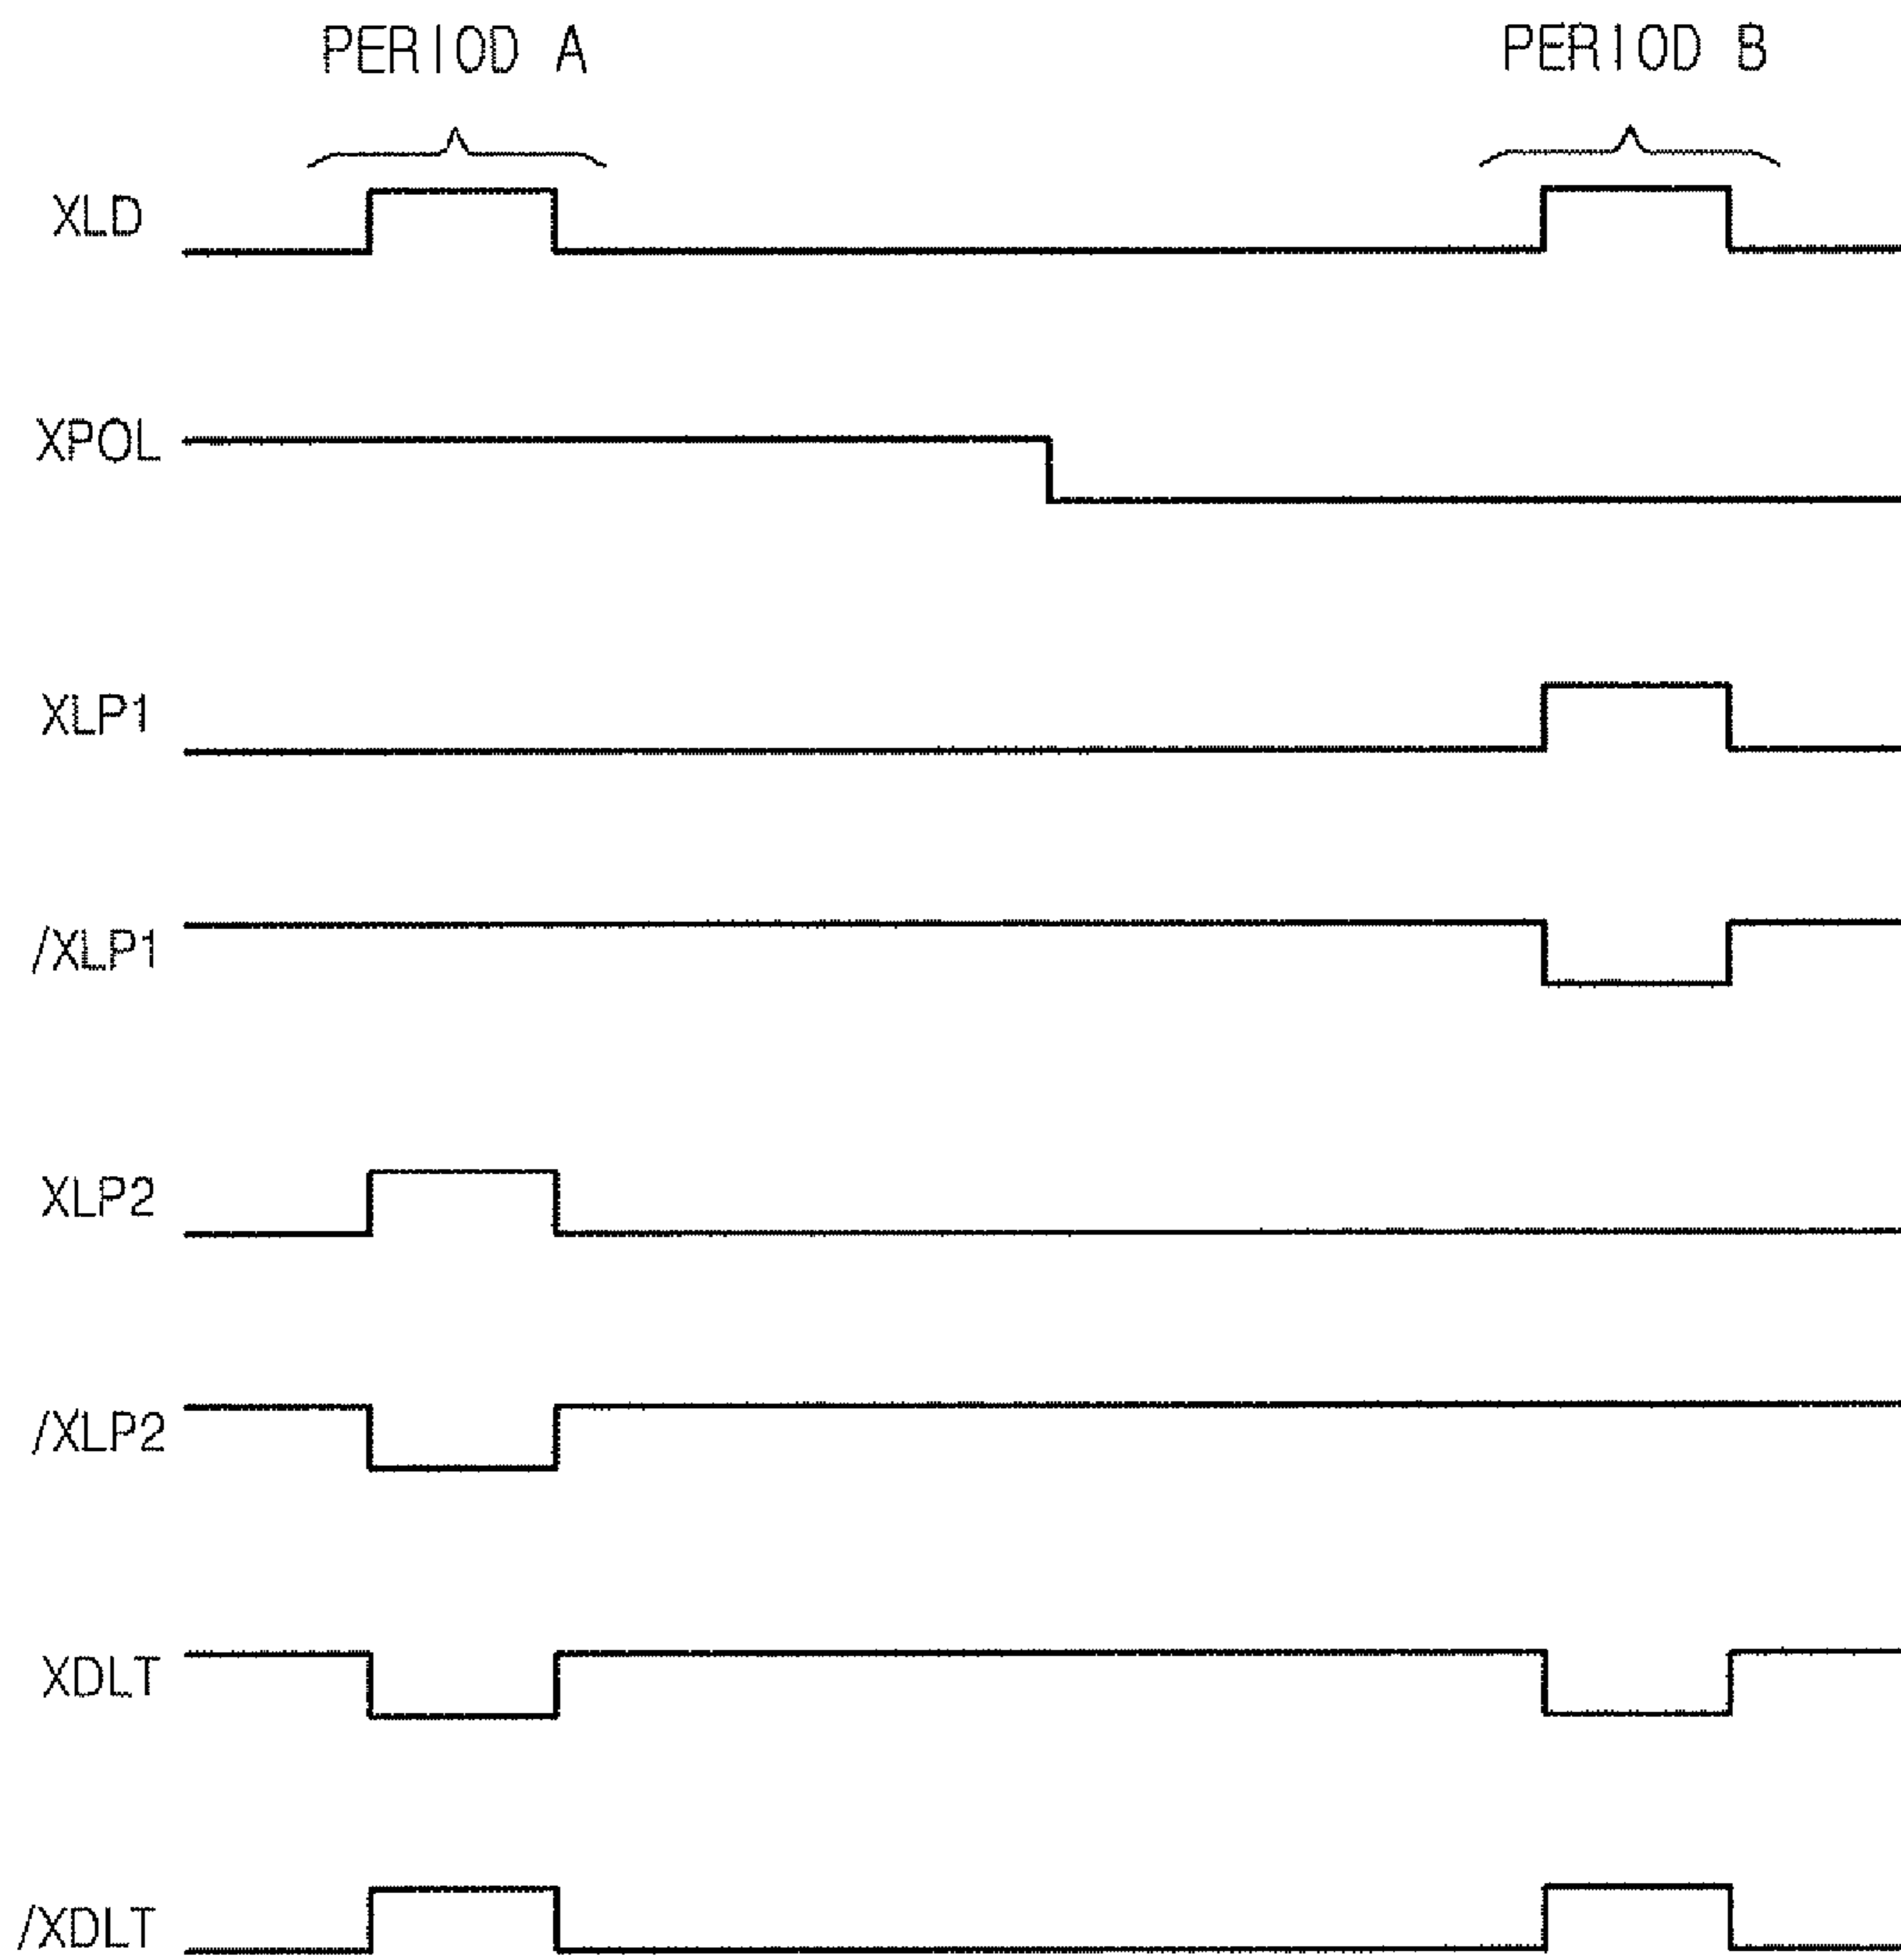 PERIOD A PERIOD B
XLD
XPOL
XLP1
/XLP1
XLP2
/XLP2
XDLT
/XDLT